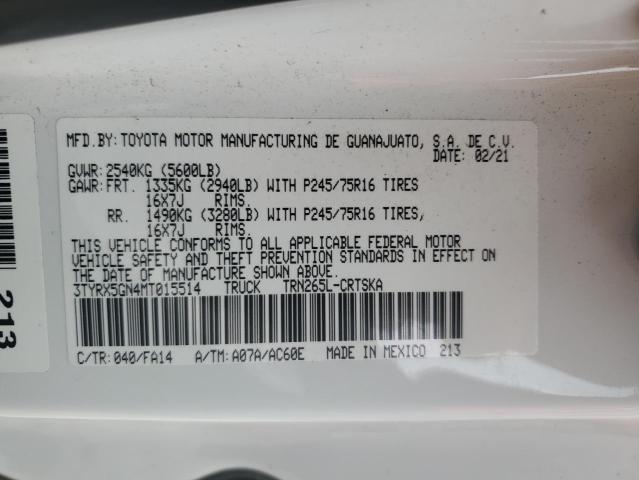 MFD.BY:TOYOTA MOTOR MANUFACTURING DE GUANAJUATO, S.A. DE C.V.
DATE: 02/21
GVWR:2540KG (5600LB)
GAWR:FRT. 1335KG (2940LB) WITH P245/75R16 TIRES
16X7J RIMS.
RR. 1490KG (3280LB) WITH P245/75R16 TIRES,
16X7J RIMS.
THIS VEHICLE CONFORMS TO ALL APPLICABLE FEDERAL MOTOR
VEHICLE SAFETY AND THEFT PREVENTION STANDARDS IN EFFECT ON
THE DATE OF MANUFACTURE SHOWN ABOVE.
3TYRX5GN4MT015514 TRUCK TRN265L-CRTSKA
C/TR:040/FA14 A/TM:A07A/AC60E MADE IN MEXICO 213
213